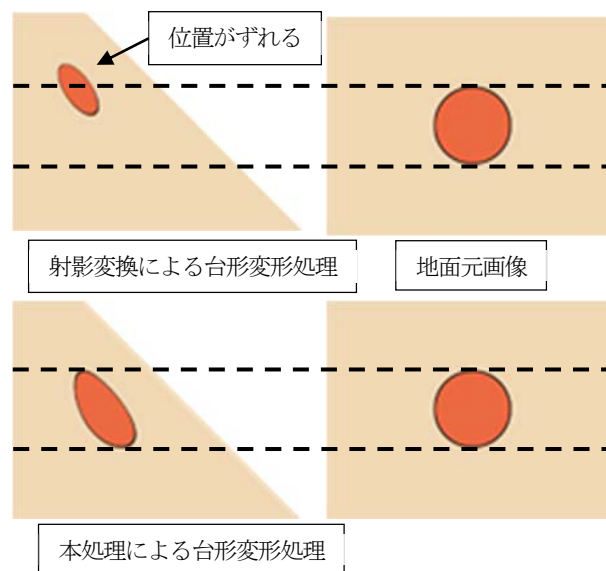 位置がずれる
射影変換による台形変形処理
地面元画像
本処理による台形変形処理